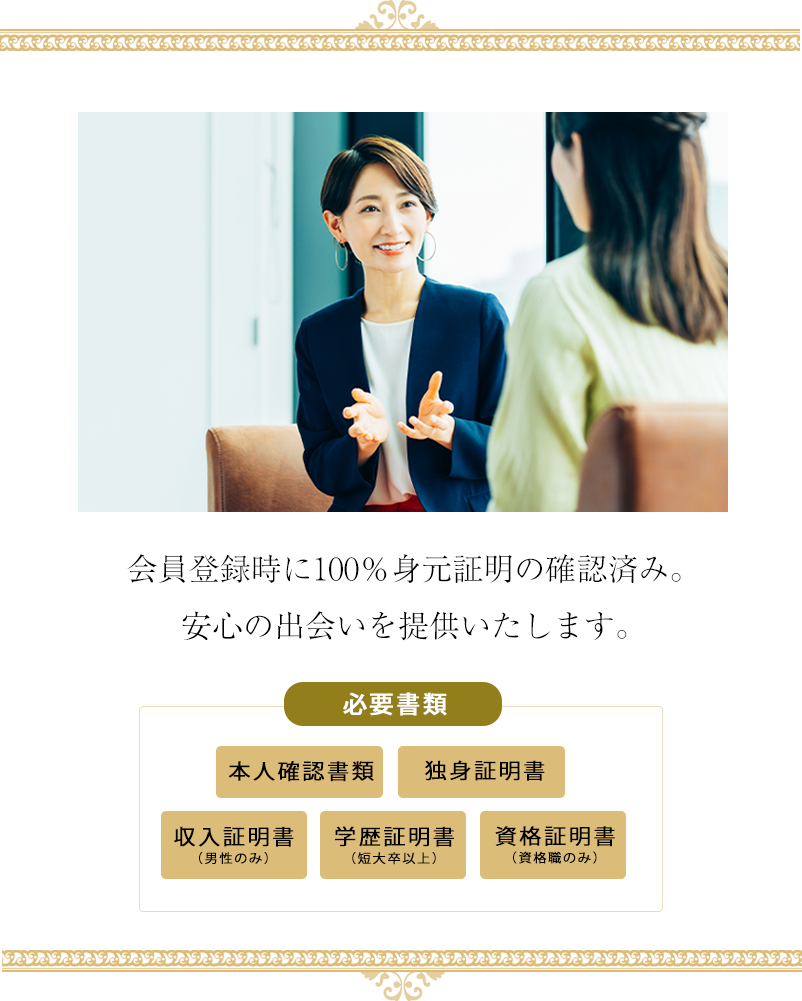 会員登録時に100％身元証明の確認済み。
安心の出会いを提供いたします。
必要書類
本人確認書類
独身証明書
収入証明書
（男性のみ）
学歴証明書
（短大卒以上）
資格証明書
（資格職のみ）